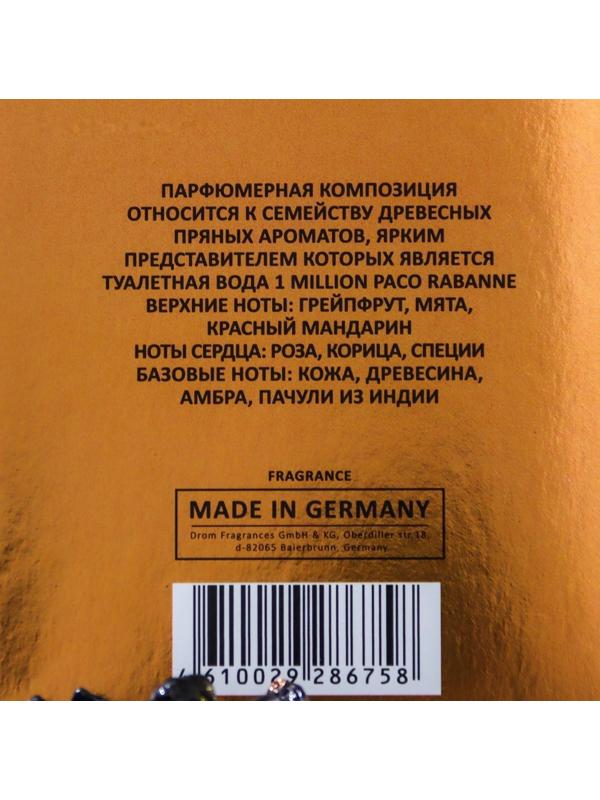 ПАРФЮМЕРНАЯ КОМПОЗИЦИЯ
ОТНОСИТСЯ К СЕМЕЙСТВУ ДРЕВЕСНЫХ
ПРЯНЫХ АРОМАТОВ, ЯРКИМ
ПРЕДСТАВИТЕЛЕМ КОТОРЫХ ЯВЛЯЕТСЯ
ТУАЛЕТНАЯ ВОДА 1 MILLION PACO RABANNE
ВЕРХНИЕ НОТЫ: ГРЕЙПФРУТ, МЯТА,
КРАСНЫЙ МАНДАРИН
НОТЫ СЕРДЦА: РОЗА, КОРИЦА, СПЕЦИИ
БАЗОВЫЕ НОТЫ: КОЖА, ДРЕВЕСИНА,
АМБРА, ПАЧУЛИ ИЗ ИНДИИ
FRAGRANCE
MADE IN GERMANY
Drom Fragrances GmbH & KG, Oberdiller str.18,
d-82065 Baierbrunn, Germany.
4 610029 286758